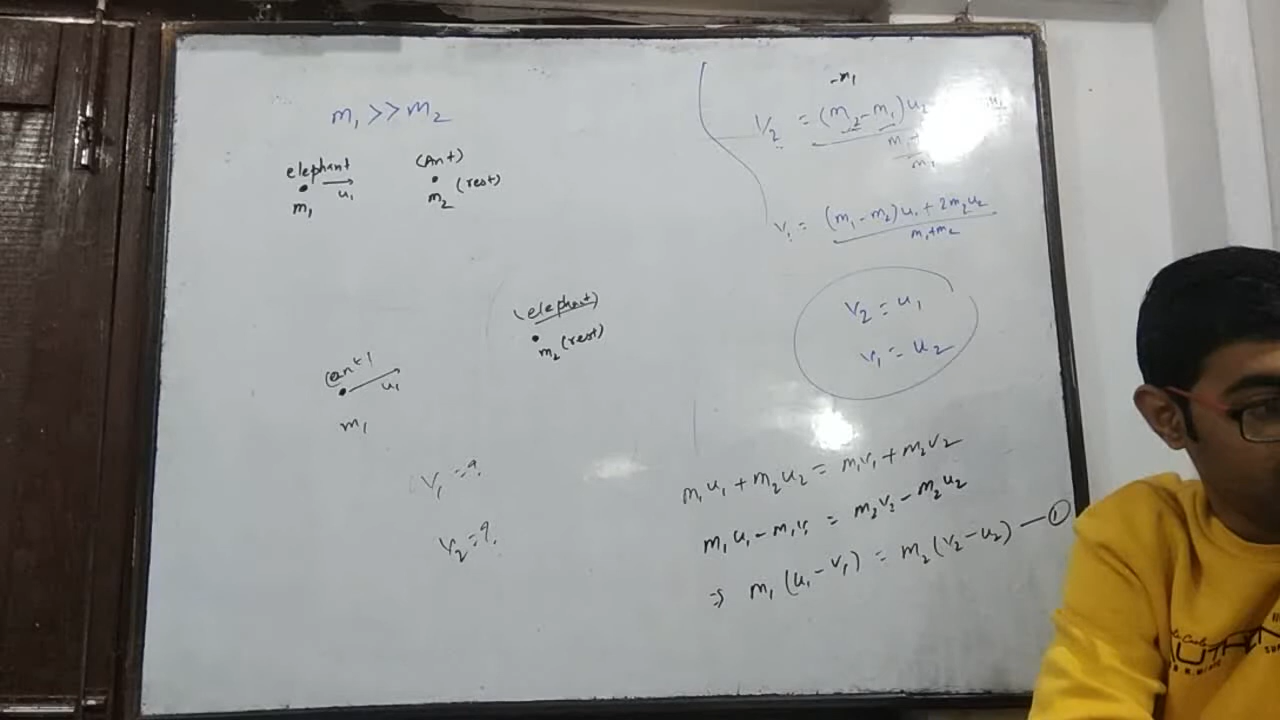 m₁ >> m₂
elephant
u₁
m₁
(Ant)
m₂ (rest)
(elephant)
m₂ (rest)
(ant)
u₁
m₁
v₁ = ?
v₂ = ?
-m₁
v₂ = (m₂-m₁)u₂
m₁
v₁ = (m₁-m₂)u₁ + 2m₂u₂
m₁+m₂
v₂ = u₁
v₁ = u₂
m₁u₁ + m₂u₂ = m₁v₁ + m₂v₂
m₁u₁ - m₁v₁ = m₂v₂ - m₂u₂
⇒ m₁(u₁-v₁) = m₂(v₂-u₂) — ①